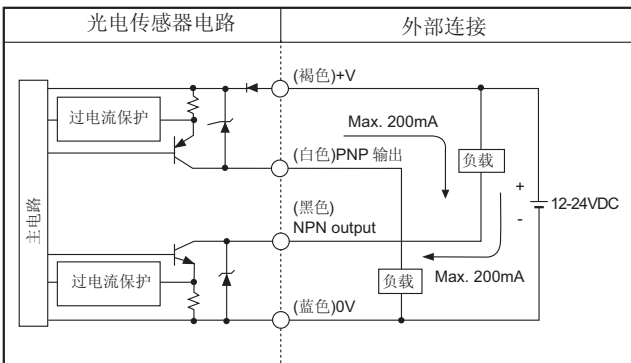 光电传感器电路
外部连接
(褐色)+V
过电流保护
Max. 200mA
(白色)PNP 输出
负载
主电路
(黑色)
NPN output
+
-
12-24VDC
过电流保护
负载
Max. 200mA
(蓝色)0V